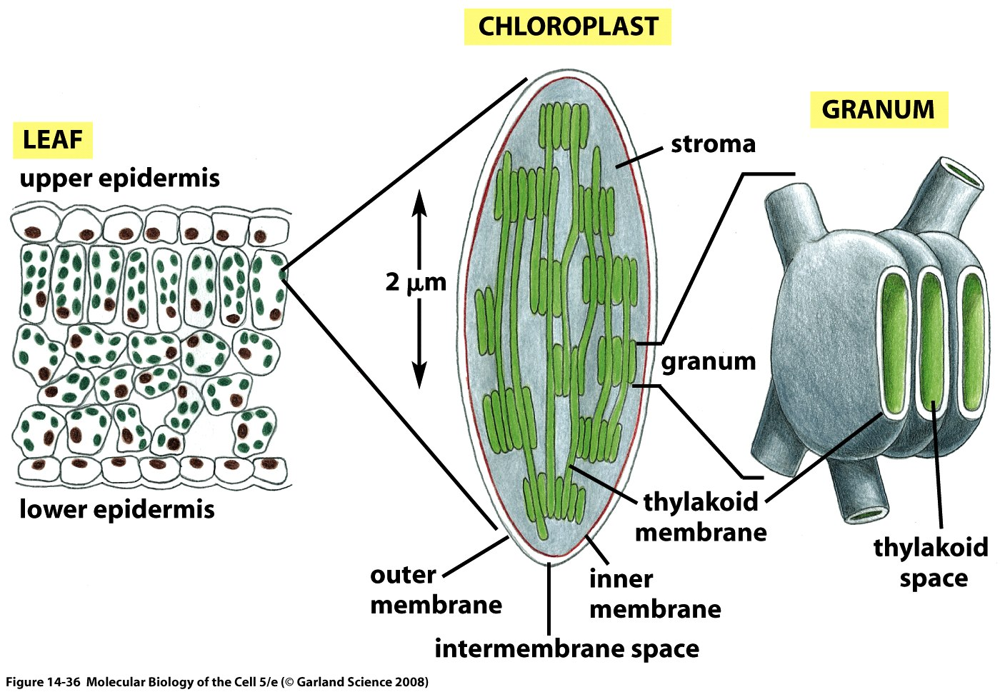 CHLOROPLAST
GRANUM
LEAF
upper epidermis
stroma
2 μm
granum
thylakoid
membrane
lower epidermis
thylakoid
space
outer
membrane
inner
membrane
intermembrane space
Figure 14-36 Molecular Biology of the Cell 5/e (© Garland Science 2008)